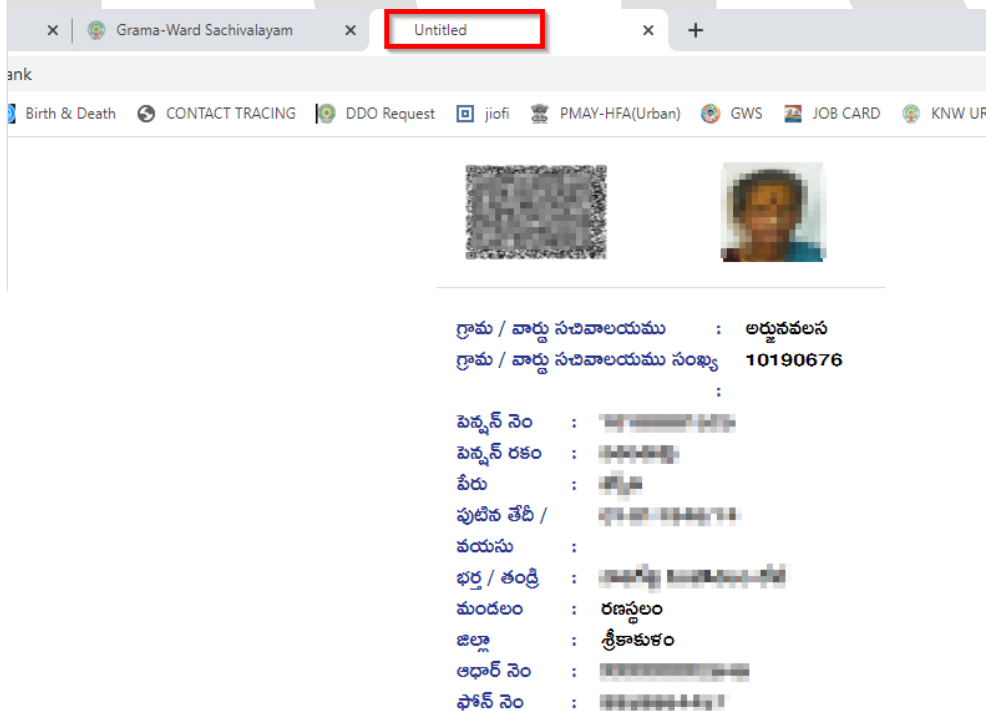 Grama-Ward Sachivalayam Untitled
ank
Birth & Death CONTACT TRACING DDO Request jiofi PMAY-HFA(Urban) GWS JOB CARD KNW UR
గ్రామ / వార్డు సచివాలయము : అర్జునవలస
గ్రామ / వార్డు సచివాలయము సంఖ్య 10190676
:
పెన్షన్ నెం :
పెన్షన్ రకం :
పేరు :
పుటిన తేదీ /
వయసు :
భర్త / తండ్రి :
మండలం : రణస్థలం
జిల్లా : శ్రీకాకుళం
ఆధార్ నెం :
ఫోన్ నెం :